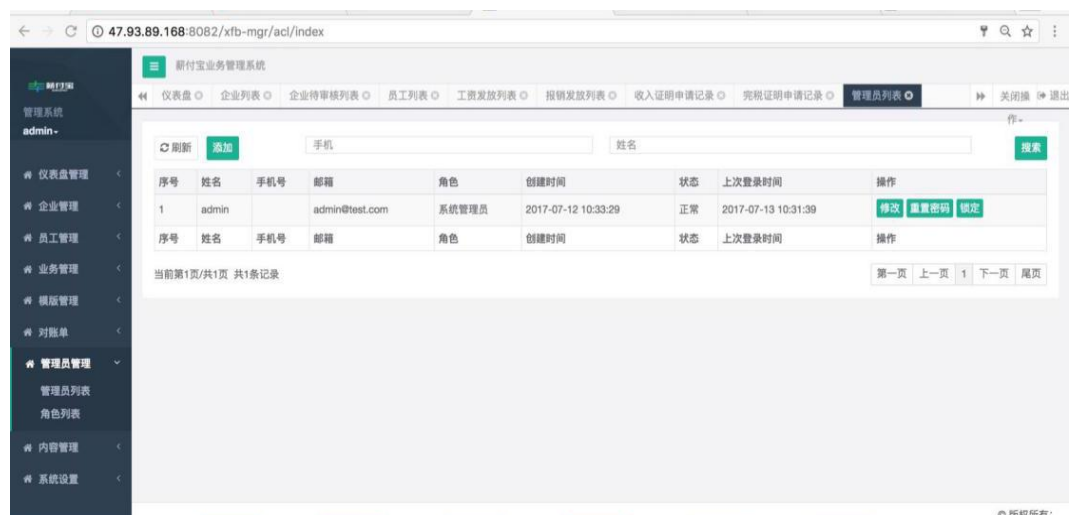 47.93.89.168:8082/xfb-mgr/acl/index
薪付宝
管理系统
admin
仪表盘管理
企业管理
员工管理
业务管理
模版管理
对账单
管理员管理
管理员列表
角色列表
内容管理
系统设置
薪付宝业务管理系统
仪表盘 企业列表 企业待审核列表 员工列表 工资发放列表 报销发放列表 收入证明申请记录 完税证明申请记录 管理员列表 关闭操作 退出
刷新 添加 手机 姓名 搜索
序号 姓名 手机号 邮箱 角色 创建时间 状态 上次登录时间 操作
1 admin admin@test.com 系统管理员 2017-07-12 10:33:29 正常 2017-07-13 10:31:39 修改 重置密码 锁定
序号 姓名 手机号 邮箱 角色 创建时间 状态 上次登录时间 操作
当前第1页/共1页 共1条记录 第一页 上一页 1 下一页 尾页
© 版权所有: